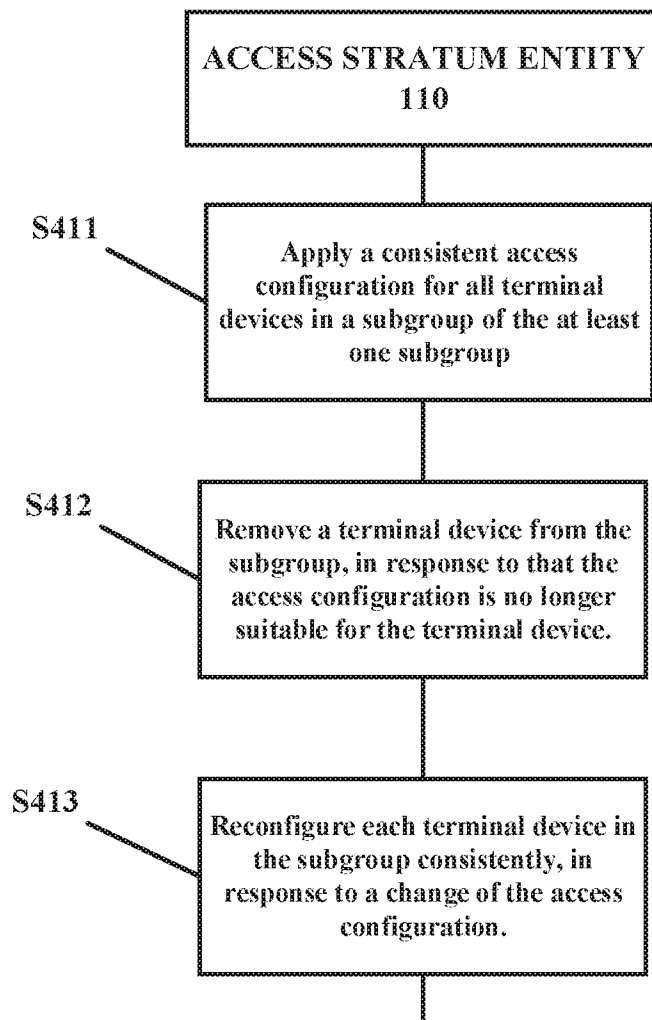 ACCESS STRATUM ENTITY
110
S411
Apply a consistent access
configuration for all terminal
devices in a subgroup of the at least
one subgroup
S412
Remove a terminal device from the
subgroup, in response to that the
access configuration is no longer
suitable for the terminal device.
S413
Reconfigure each terminal device in
the subgroup consistently, in
response to a change of the access
configuration.